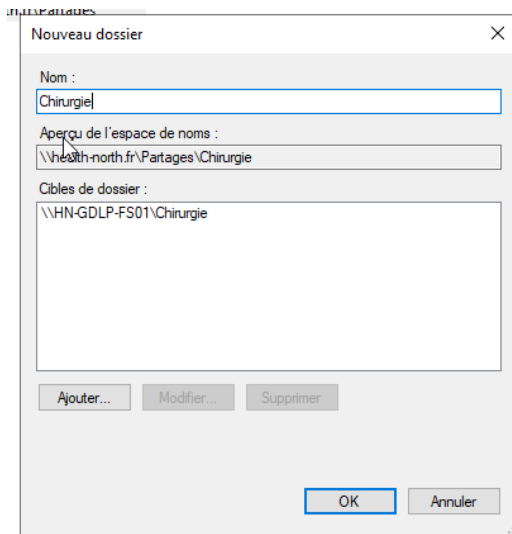 Nouveau dossier
Nom :
Chirurgie
Aperçu de l'espace de noms :
\\health-north.fr\Partages\Chirurgie
Cibles de dossier :
\\HN-GDLP-FS01\Chirurgie
Ajouter...
Modifier...
Supprimer
OK
Annuler